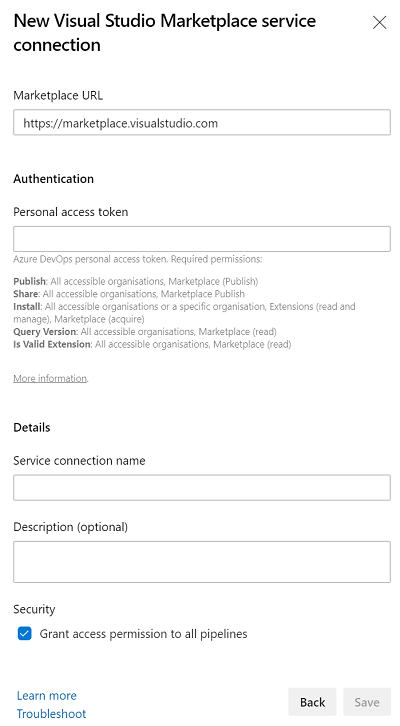 New Visual Studio Marketplace service
connection
Marketplace URL
https://marketplace.visualstudio.com
Authentication
Personal access token
Azure DevOps personal access token. Required permissions:
Publish: All accessible organisations, Marketplace (Publish)
Share: All accessible organisations, Marketplace Publish
Install: All accessible organisations or a specific organisation, Extensions (read and
manage), Marketplace (acquire)
Query Version: All accessible organisations, Marketplace (read)
Is Valid Extension: All accessible organisations, Marketplace (read)
More information.
Details
Service connection name
Description (optional)
Security
Grant access permission to all pipelines
Learn more
Troubleshoot
Back
Save